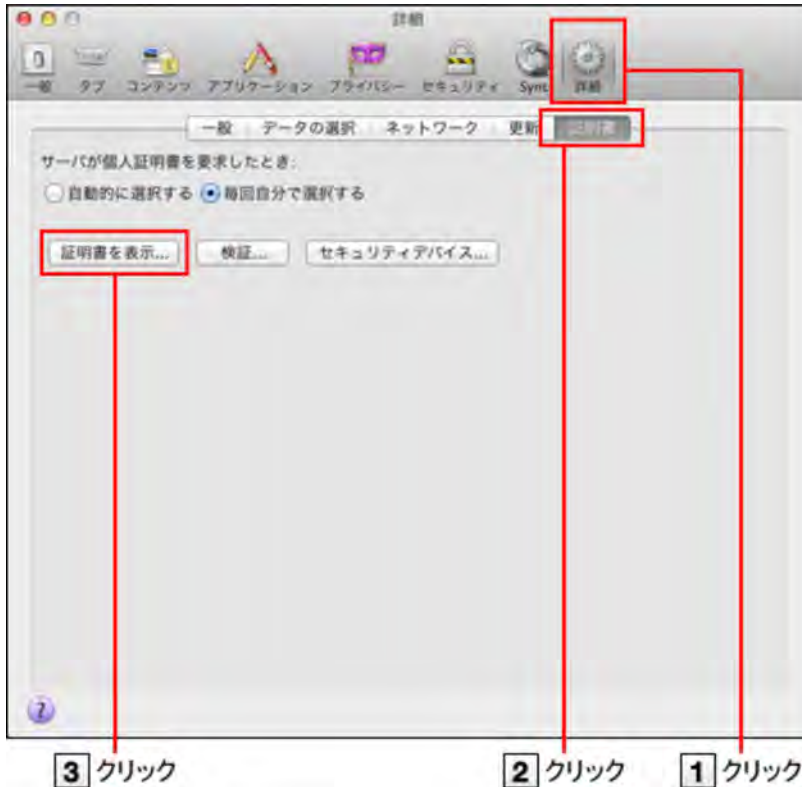 詳細
一般 タブ コンテンツ アプリケーション プライバシー セキュリティ Sync 詳細
一般 データの選択 ネットワーク 更新 証明書
サーバが個人証明書を要求したとき:
自動的に選択する 毎回自分で選択する
証明書を表示... 検証... セキュリティデバイス...
?
3 クリック 2 クリック 1 クリック